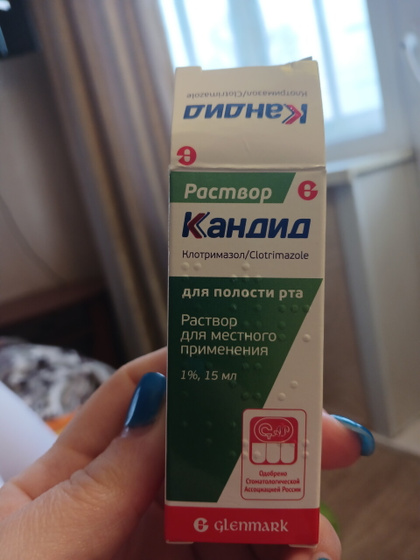 Клотримазол/Clotrimazole
Кандид
Раствор
Кандид
Клотримазол/Clotrimazole
для полости рта
Раствор
для местного
применения
1%, 15 мл
Одобрено
Стоматологической
Ассоциацией России
glenmark